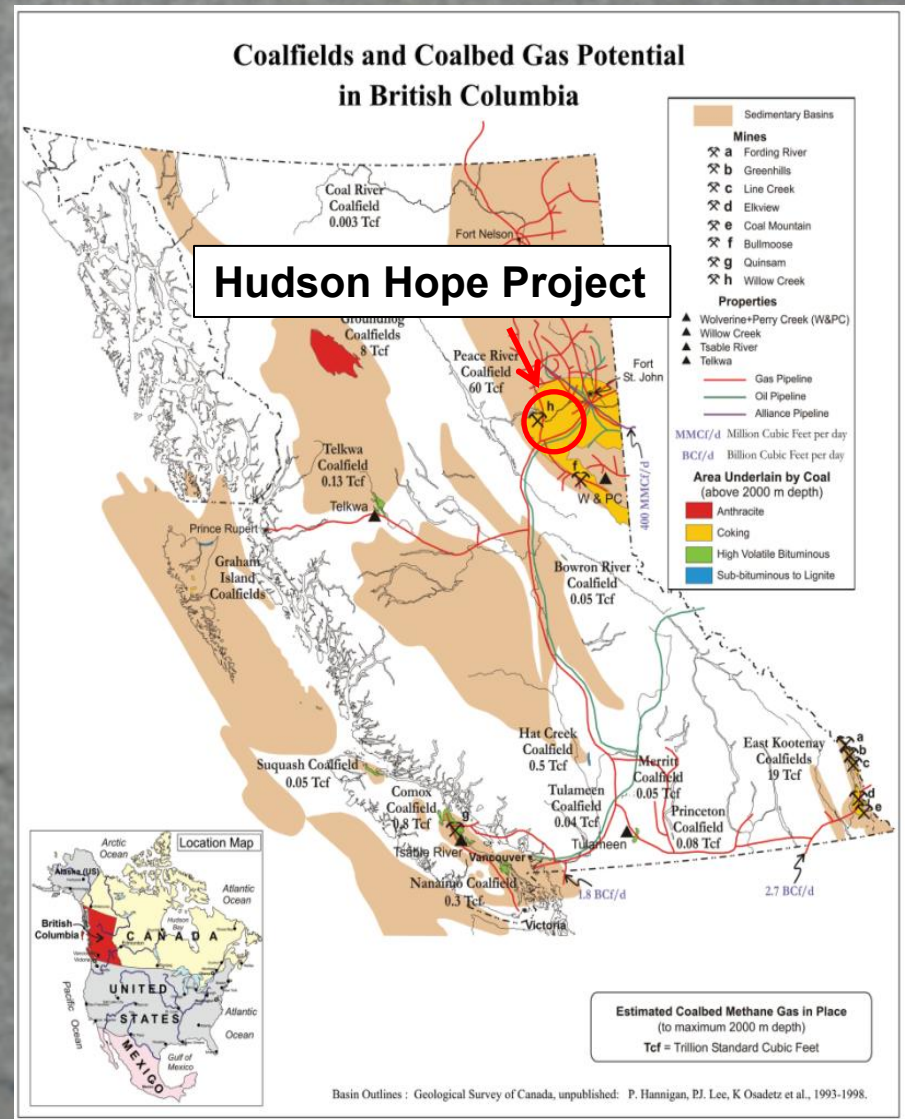 Coalfields and Coalbed Gas Potential
in British Columbia
Sedimentary Basins
Mines
a Fording River
b Greenhills
c Line Creek
d Elkview
e Coal Mountain
f Bullmoose
g Quinsam
h Willow Creek
Properties
Wolverine+Perry Creek (W&PC)
Willow Creek
Tsable River
Telkwa
Gas Pipeline
Oil Pipeline
Alliance Pipeline
MMCf/d Million Cubic Feet per day
BCf/d Billion Cubic Feet per day
Area Underlain by Coal
(above 2000 m depth)
Anthracite
Coking
High Volatile Bituminous
Sub-bituminous to Lignite
Coal River
Coalfield
0.003 Tcf
Fort Nelson
Hudson Hope Project
Groundhog
Coalfields
8 Tcf
Peace River
Coalfield
60 Tcf
Fort
St. John
h
f
W & PC
400 MMCf/d
Telkwa
Coalfield
0.13 Tcf
Telkwa
Prince Rupert
Graham
Island
Coalfields
Bowron River
Coalfield
0.05 Tcf
Hat Creek
Coalfield
0.5 Tcf
Merritt
Coalfield
0.05 Tcf
East Kootenay
Coalfields
19 Tcf
a
b
c
d
e
Suquash Coalfield
0.05 Tcf
Comox
Coalfield
0.8 Tcf
g
Tsable River
Tulameen
Coalfield
0.04 Tcf
Princeton
Coalfield
0.08 Tcf
Tulameen
Vancouver
Nanaimo Coalfield
0.3 Tcf
Victoria
1.8 BCf/d
2.7 BCf/d
Location Map
Arctic
Ocean
Alaska (US)
Atlantic
Ocean
Hudson
Bay
British
Columbia
CANADA
Edmonton
Vancouver
Victoria
UNITED
STATES
Pacific Ocean
Atlantic
Ocean
Gulf of
Mexico
MEXICO
Estimated Coalbed Methane Gas in Place
(to maximum 2000 m depth)
Tcf = Trillion Standard Cubic Feet
Basin Outlines : Geological Survey of Canada, unpublished: P. Hannigan, P.J. Lee, K Osadetz et al., 1993-1998.